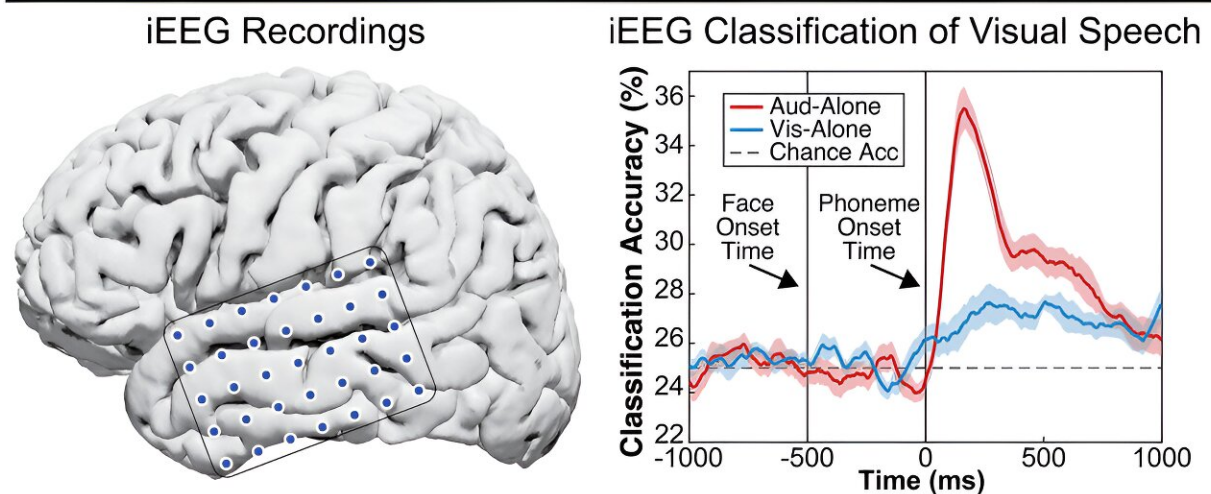 iEEG Recordings
iEEG Classification of Visual Speech
Classification Accuracy (%)
36
34
32
30
28
26
24
22
Aud-Alone
Vis-Alone
Chance Acc
Face
Onset
Time
Phoneme
Onset
Time
-1000
-500
0
500
1000
Time (ms)